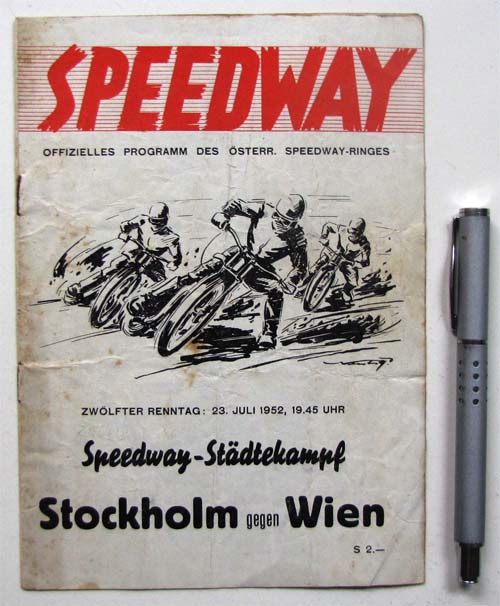 SPEEDWAY
OFFIZIELLES PROGRAMM DES ÖSTERR. SPEEDWAY-RINGES
ZWÖLFTER RENNTAG: 23. JULI 1952, 19.45 UHR
Speedway-Städtekampf
Stockholm gegen Wien
S 2.—